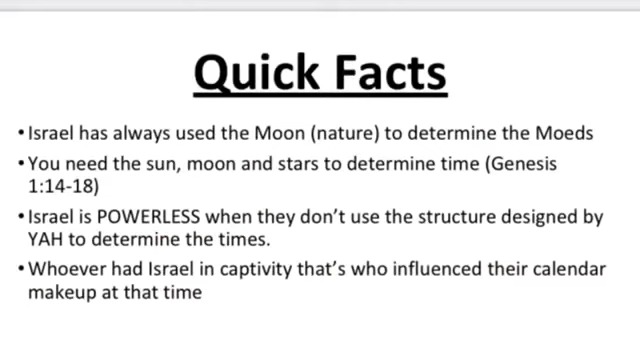 Quick Facts
• Israel has always used the Moon (nature) to determine the Moeds
• You need the sun, moon and stars to determine time (Genesis
1:14-18)
• Israel is POWERLESS when they don't use the structure designed by
YAH to determine the times.
• Whoever had Israel in captivity that's who influenced their calendar
makeup at that time